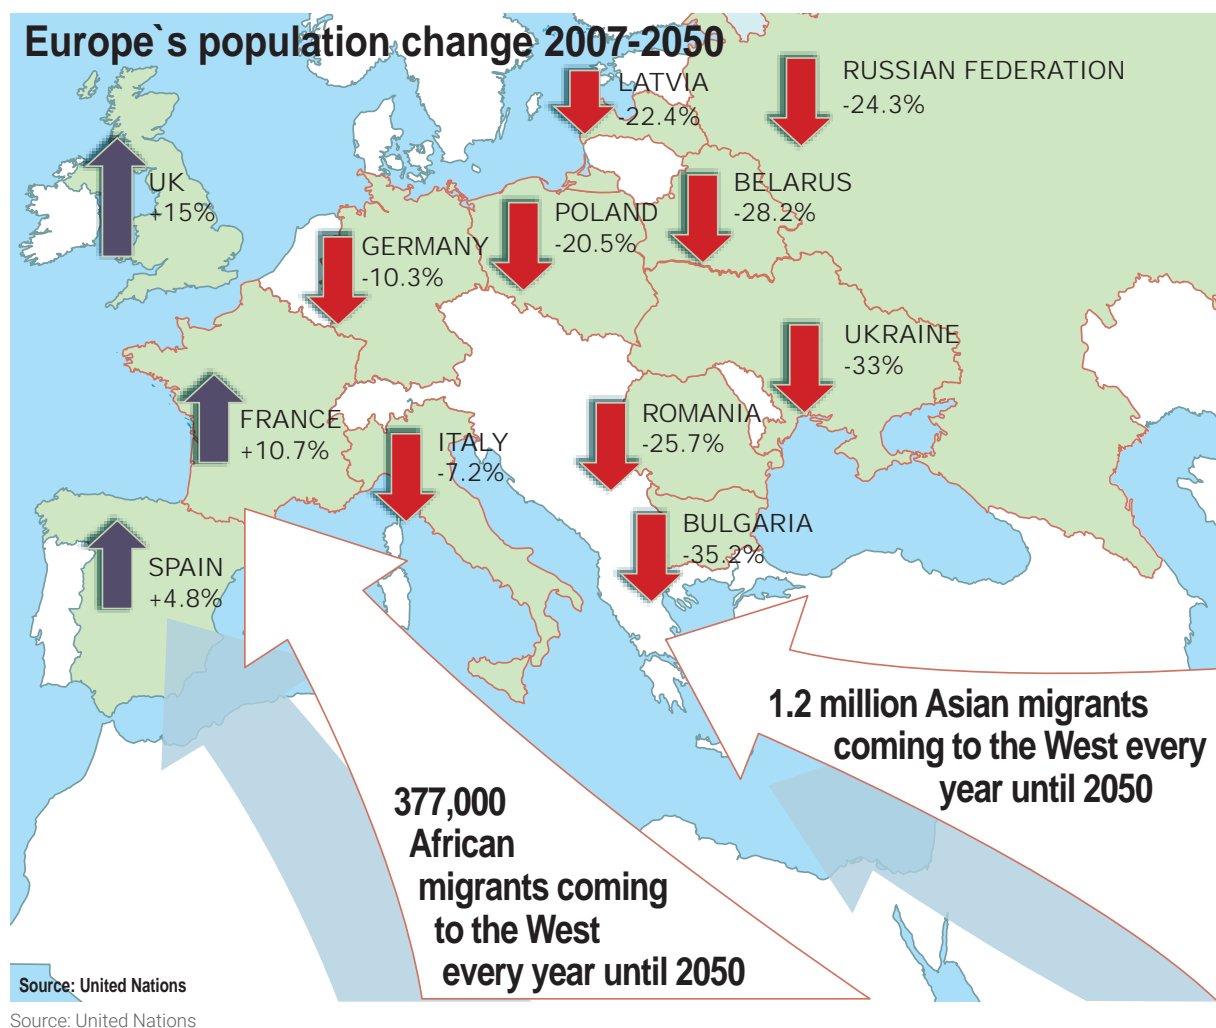 Europe`s population change 2007-2050
LATVIA
-22.4%
RUSSIAN FEDERATION
-24.3%
UK
+15%
BELARUS
-28.2%
POLAND
-20.5%
GERMANY
-10.3%
UKRAINE
-33%
FRANCE
+10.7%
ITALY
-7.2%
ROMANIA
-25.7%
BULGARIA
-35.2%
SPAIN
+4.8%
1.2 million Asian migrants
coming to the West every
year until 2050
377,000
African
migrants coming
to the West
every year until 2050
Source: United Nations
Source: United Nations